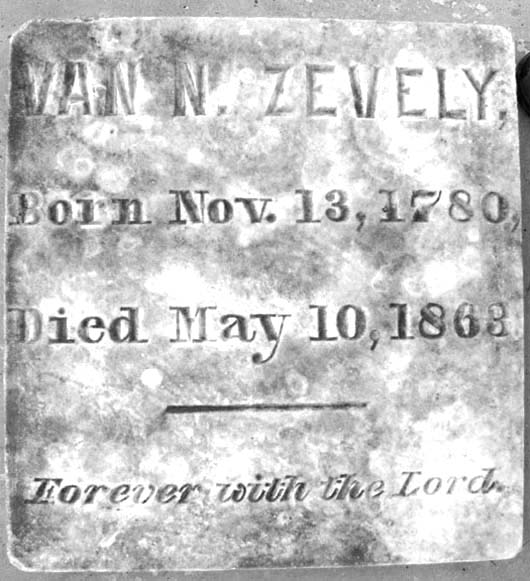 VAN N. ZEVELY,
Born Nov. 13, 1780,
Died May 10, 1863.
Forever with the Lord.